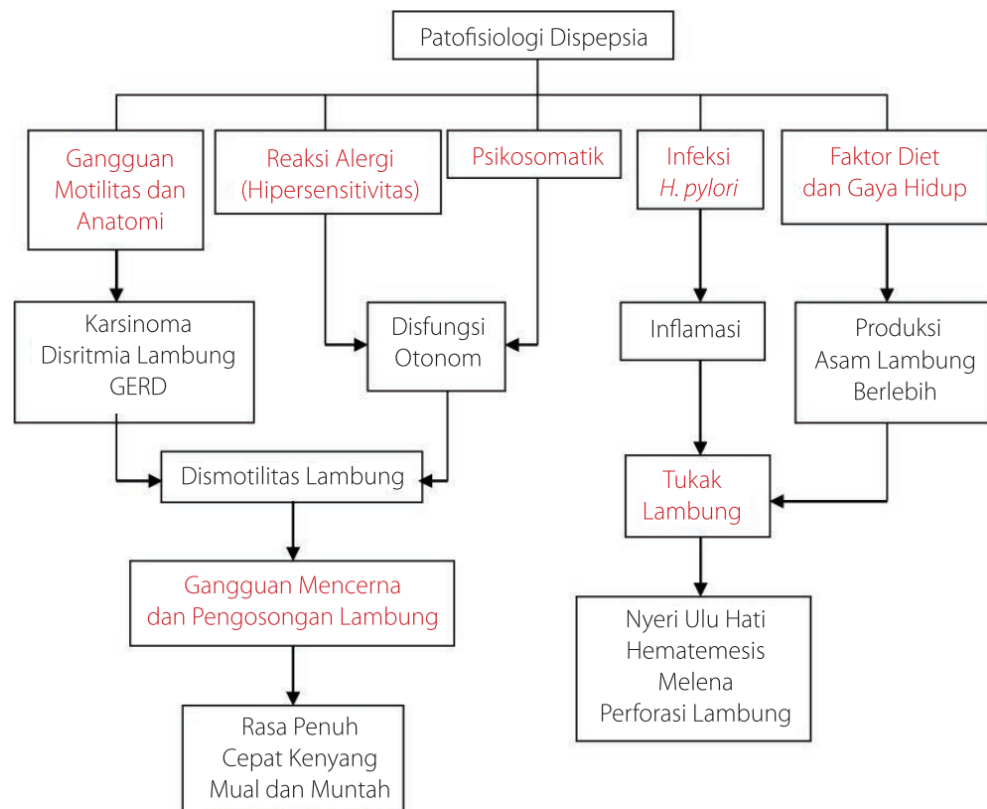 Patofisiologi Dispepsia
Gangguan
Motilitas dan
Anatomi
Reaksi Alergi
(Hipersensitivitas)
Psikosomatik
Infeksi
H. pylori
Faktor Diet
dan Gaya Hidup
Karsinoma
Disritmia Lambung
GERD
Disfungsi
Otonom
Inflamasi
Produksi
Asam Lambung
Berlebih
Dismotilitas Lambung
Tukak
Lambung
Gangguan Mencerna
dan Pengosongan Lambung
Nyeri Ulu Hati
Hematemesis
Melena
Perforasi Lambung
Rasa Penuh
Cepat Kenyang
Mual dan Muntah